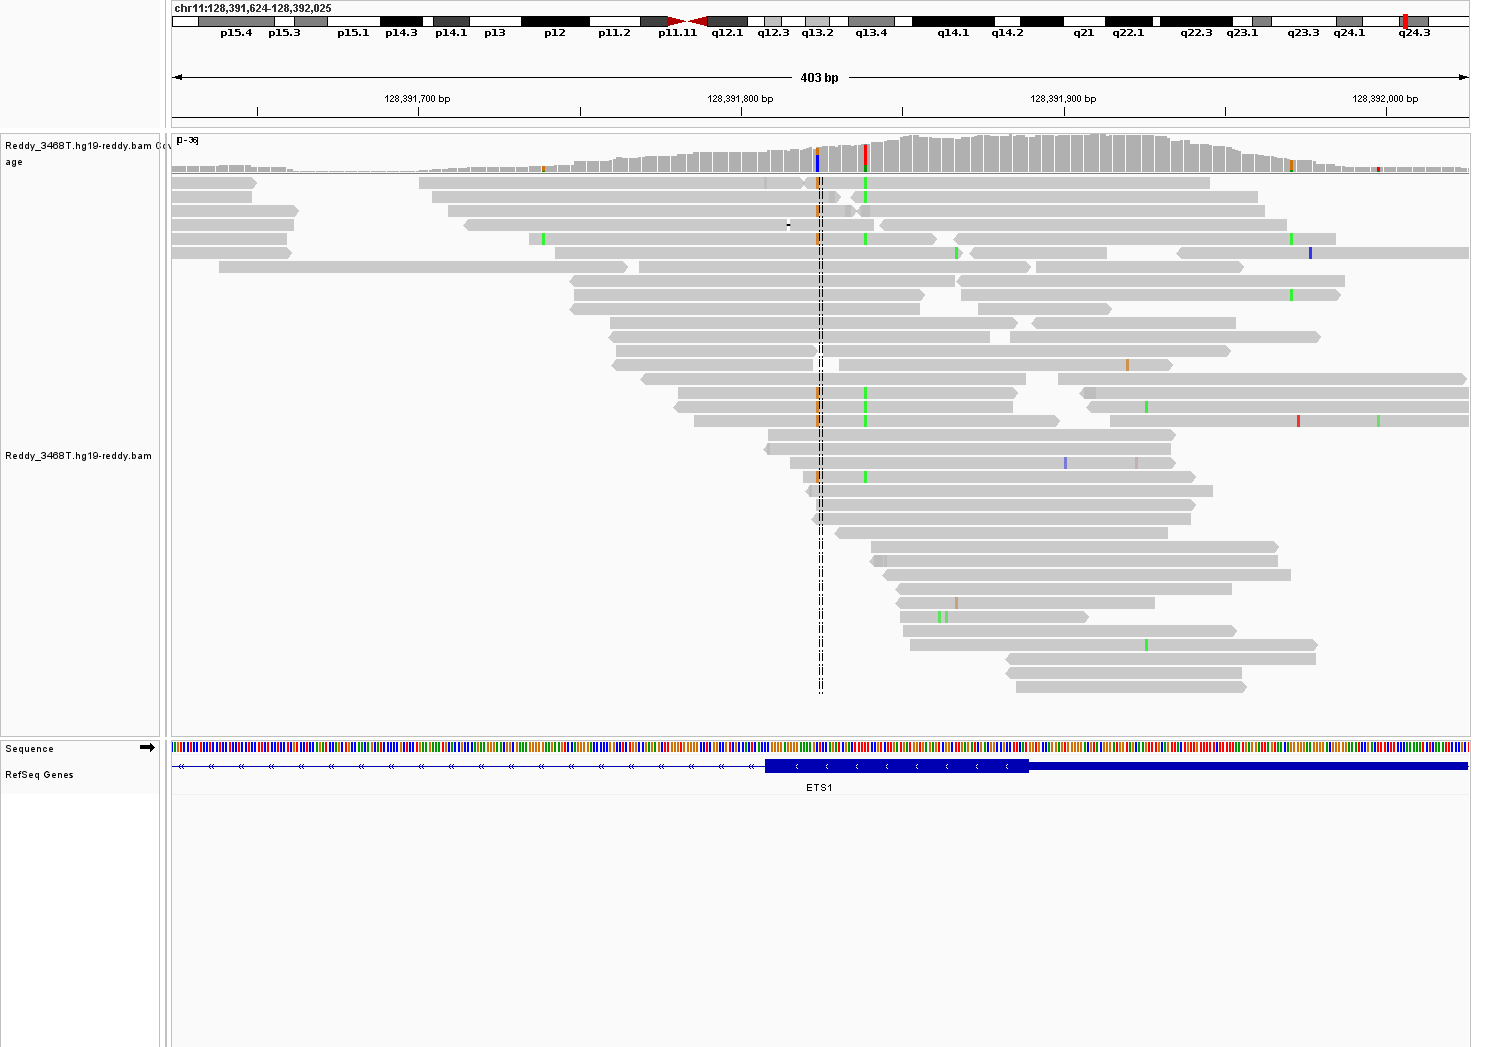 chr11:128,391,624-128,392,025
p15.4 p15.3 p15.1 p14.3 p14.1 p13 p12 p11.2 p11.11 q12.1 q12.3 q13.2 q13.4 q14.1 q14.2 q21 q22.1 q22.3 q23.1 q23.3 q24.1 q24.3
403 bp
128,391,700 bp 128,391,800 bp 128,391,900 bp 128,392,000 bp
[0-36]
Reddy_3468T.hg19-reddy.bam Cov
age
Reddy_3468T.hg19-reddy.bam
Sequence
RefSeq Genes
ETS1